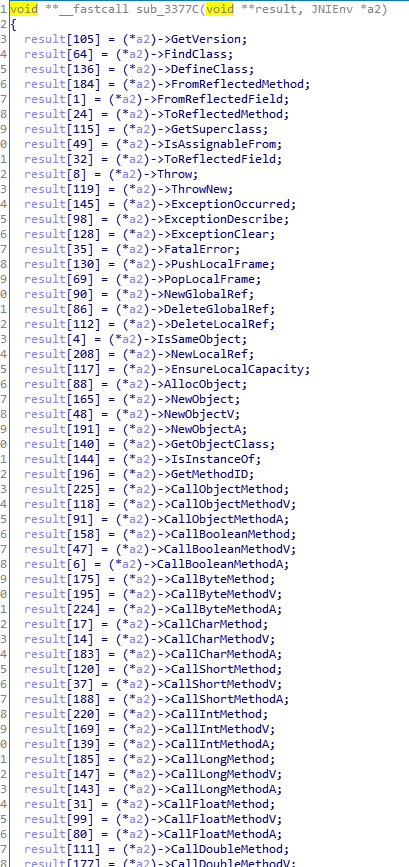 1 void **__fastcall sub_3377C(void **result, JNIEnv *a2)
2 {
3 result[105] = (*a2)->GetVersion;
4 result[64] = (*a2)->FindClass;
5 result[136] = (*a2)->DefineClass;
6 result[184] = (*a2)->FromReflectedMethod;
7 result[1] = (*a2)->FromReflectedField;
8 result[24] = (*a2)->ToReflectedMethod;
9 result[115] = (*a2)->GetSuperclass;
0 result[49] = (*a2)->IsAssignableFrom;
1 result[32] = (*a2)->ToReflectedField;
2 result[8] = (*a2)->Throw;
3 result[119] = (*a2)->ThrowNew;
4 result[145] = (*a2)->ExceptionOccurred;
5 result[98] = (*a2)->ExceptionDescribe;
6 result[128] = (*a2)->ExceptionClear;
7 result[35] = (*a2)->FatalError;
8 result[130] = (*a2)->PushLocalFrame;
9 result[69] = (*a2)->PopLocalFrame;
0 result[90] = (*a2)->NewGlobalRef;
1 result[86] = (*a2)->DeleteGlobalRef;
2 result[112] = (*a2)->DeleteLocalRef;
3 result[4] = (*a2)->IsSameObject;
4 result[208] = (*a2)->NewLocalRef;
5 result[117] = (*a2)->EnsureLocalCapacity;
6 result[88] = (*a2)->AllocObject;
7 result[165] = (*a2)->NewObject;
8 result[48] = (*a2)->NewObjectV;
9 result[191] = (*a2)->NewObjectA;
0 result[140] = (*a2)->GetObjectClass;
1 result[144] = (*a2)->IsInstanceOf;
2 result[196] = (*a2)->GetMethodID;
3 result[225] = (*a2)->CallObjectMethod;
4 result[118] = (*a2)->CallObjectMethodV;
5 result[91] = (*a2)->CallObjectMethodA;
6 result[158] = (*a2)->CallBooleanMethod;
7 result[47] = (*a2)->CallBooleanMethodV;
8 result[6] = (*a2)->CallBooleanMethodA;
9 result[175] = (*a2)->CallByteMethod;
0 result[195] = (*a2)->CallByteMethodV;
1 result[224] = (*a2)->CallByteMethodA;
2 result[17] = (*a2)->CallCharMethod;
3 result[14] = (*a2)->CallCharMethodV;
4 result[183] = (*a2)->CallCharMethodA;
5 result[120] = (*a2)->CallShortMethod;
6 result[37] = (*a2)->CallShortMethodV;
7 result[188] = (*a2)->CallShortMethodA;
8 result[220] = (*a2)->CallIntMethod;
9 result[169] = (*a2)->CallIntMethodV;
0 result[139] = (*a2)->CallIntMethodA;
1 result[185] = (*a2)->CallLongMethod;
2 result[147] = (*a2)->CallLongMethodV;
3 result[143] = (*a2)->CallLongMethodA;
4 result[31] = (*a2)->CallFloatMethod;
5 result[99] = (*a2)->CallFloatMethodV;
6 result[80] = (*a2)->CallFloatMethodA;
7 result[111] = (*a2)->CallDoubleMethod;
8 result[177] = (*a2)->CallDoubleMethodV;